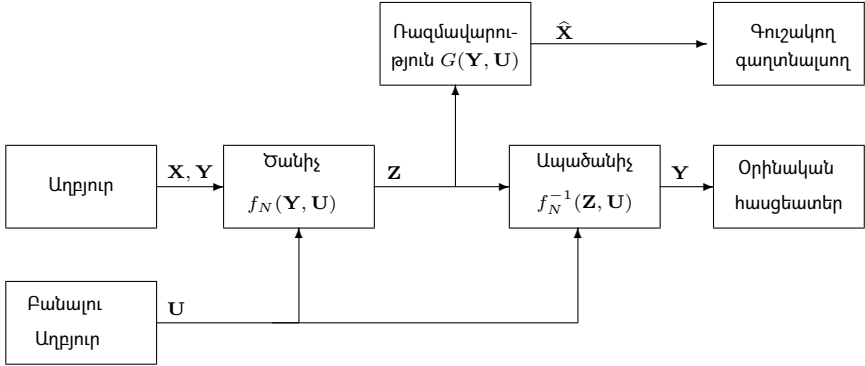 Ռազմավարու-
թյուն G(Y, U)
X̂
Գուշակող
գաղտնալսող
Աղբյուր
X, Y
Ծանիչ
f_N(Y, U)
Z
Ապածանիչ
f_N^{-1}(Z, U)
Y
Օրինական
հասցեատեր
Բանալու
Աղբյուր
U